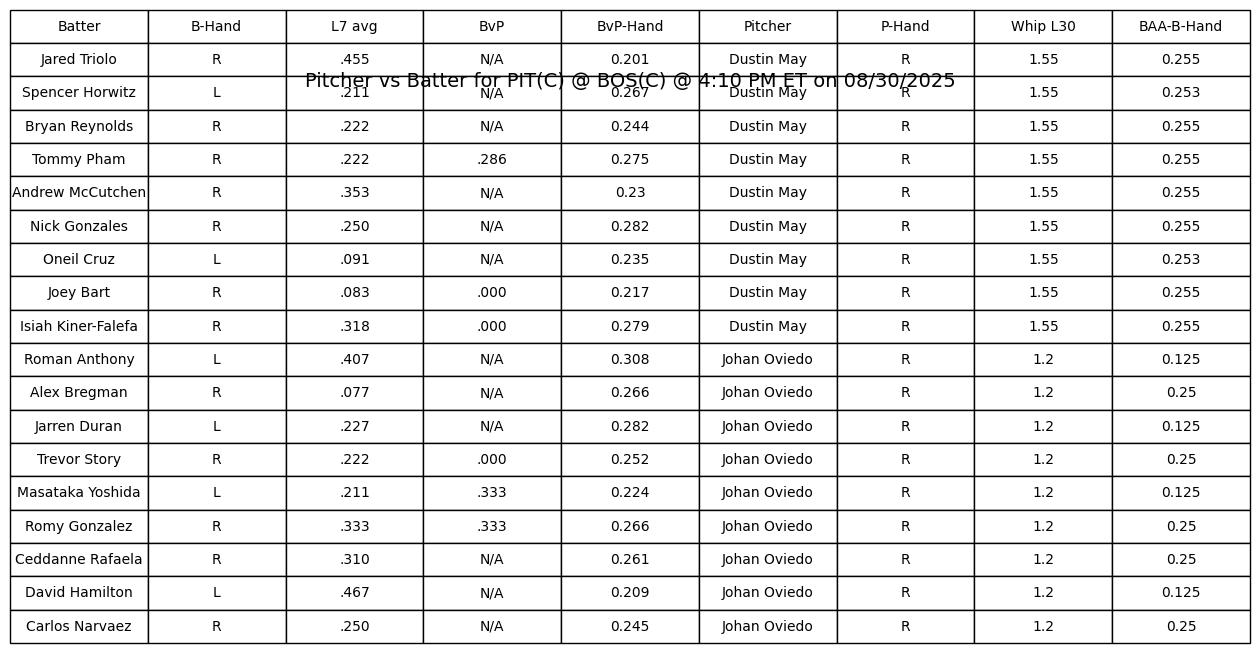 Batter B-Hand L7 avg BvP BvP-Hand Pitcher P-Hand Whip L30 BAA-B-Hand
Jared Triolo R .455 N/A 0.201 Dustin May R 1.55 0.255
Pitcher vs Batter for PIT(C) @ BOS(C) @ 4:10 PM ET on 08/30/2025
Spencer Horwitz L .211 N/A 0.267 Dustin May R 1.55 0.253
Bryan Reynolds R .222 N/A 0.244 Dustin May R 1.55 0.255
Tommy Pham R .222 .286 0.275 Dustin May R 1.55 0.255
Andrew McCutchen R .353 N/A 0.23 Dustin May R 1.55 0.255
Nick Gonzales R .250 N/A 0.282 Dustin May R 1.55 0.255
Oneil Cruz L .091 N/A 0.235 Dustin May R 1.55 0.253
Joey Bart R .083 .000 0.217 Dustin May R 1.55 0.255
Isiah Kiner-Falefa R .318 .000 0.279 Dustin May R 1.55 0.255
Roman Anthony L .407 N/A 0.308 Johan Oviedo R 1.2 0.125
Alex Bregman R .077 N/A 0.266 Johan Oviedo R 1.2 0.25
Jarren Duran L .227 N/A 0.282 Johan Oviedo R 1.2 0.125
Trevor Story R .222 .000 0.252 Johan Oviedo R 1.2 0.25
Masataka Yoshida L .211 .333 0.224 Johan Oviedo R 1.2 0.125
Romy Gonzalez R .333 .333 0.266 Johan Oviedo R 1.2 0.25
Ceddanne Rafaela R .310 N/A 0.261 Johan Oviedo R 1.2 0.25
David Hamilton L .467 N/A 0.209 Johan Oviedo R 1.2 0.125
Carlos Narvaez R .250 N/A 0.245 Johan Oviedo R 1.2 0.25